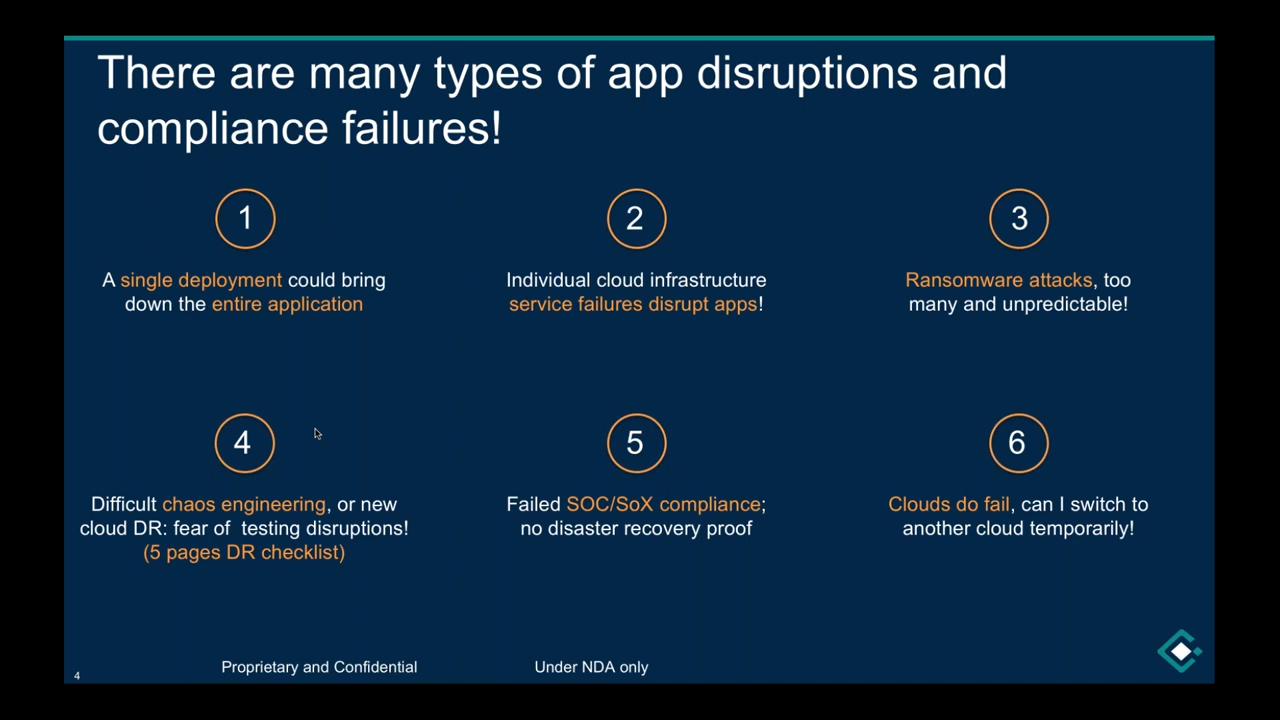 There are many types of app disruptions and
compliance failures!
1
A single deployment could bring
down the entire application
2
Individual cloud infrastructure
service failures disrupt apps!
3
Ransomware attacks, too
many and unpredictable!
4
Difficult chaos engineering, or new
cloud DR: fear of  testing disruptions!
(5 pages DR checklist)
5
Failed SOC/SoX compliance;
no disaster recovery proof
6
Clouds do fail, can I switch to
another cloud temporarily!
4
Proprietary and Confidential
Under NDA only